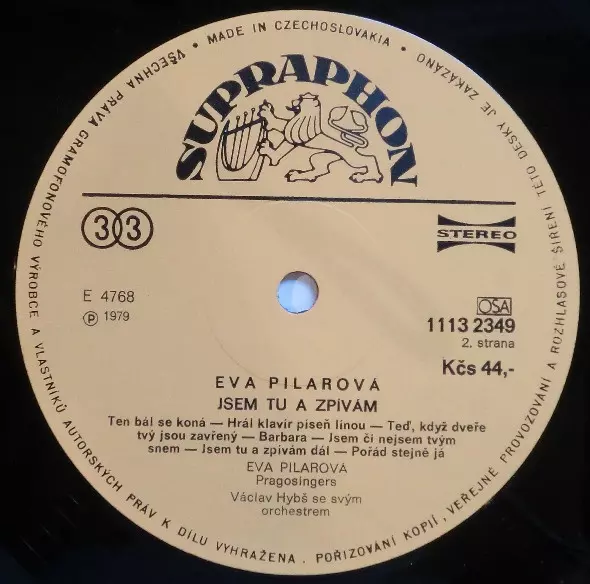 SUPRAPHON
33
STEREO
E 4768
Ⓟ 1979
OSA
1113 2349
2. strana
Kčs 44,-
EVA PILAROVÁ
JSEM TU A ZPÍVÁM
Ten bál se koná — Hrál klavír píseň línou — Teď, když dveře
tvý jsou zavřený — Barbara — Jsem či nejsem tvým
snem — Jsem tu a zpívám dál — Pořád stejně já
EVA PILAROVÁ
Pragosingers
Václav Hybš se svým
orchestrem
• MADE IN CZECHOSLOVAKIA •
VŠECHNA PRÁVA GRAMOFONOVÉHO VÝROBCE A VLASTNÍKŮ AUTORSKÝCH PRÁV K DÍLU VYHRAŽENA. POŘIZOVÁNÍ KOPIÍ, VEŘEJNÉ PROVOZOVÁNÍ A ROZHLASOVÉ ŠÍŘENÍ TÉTO DESKY JE ZAKÁZÁNO